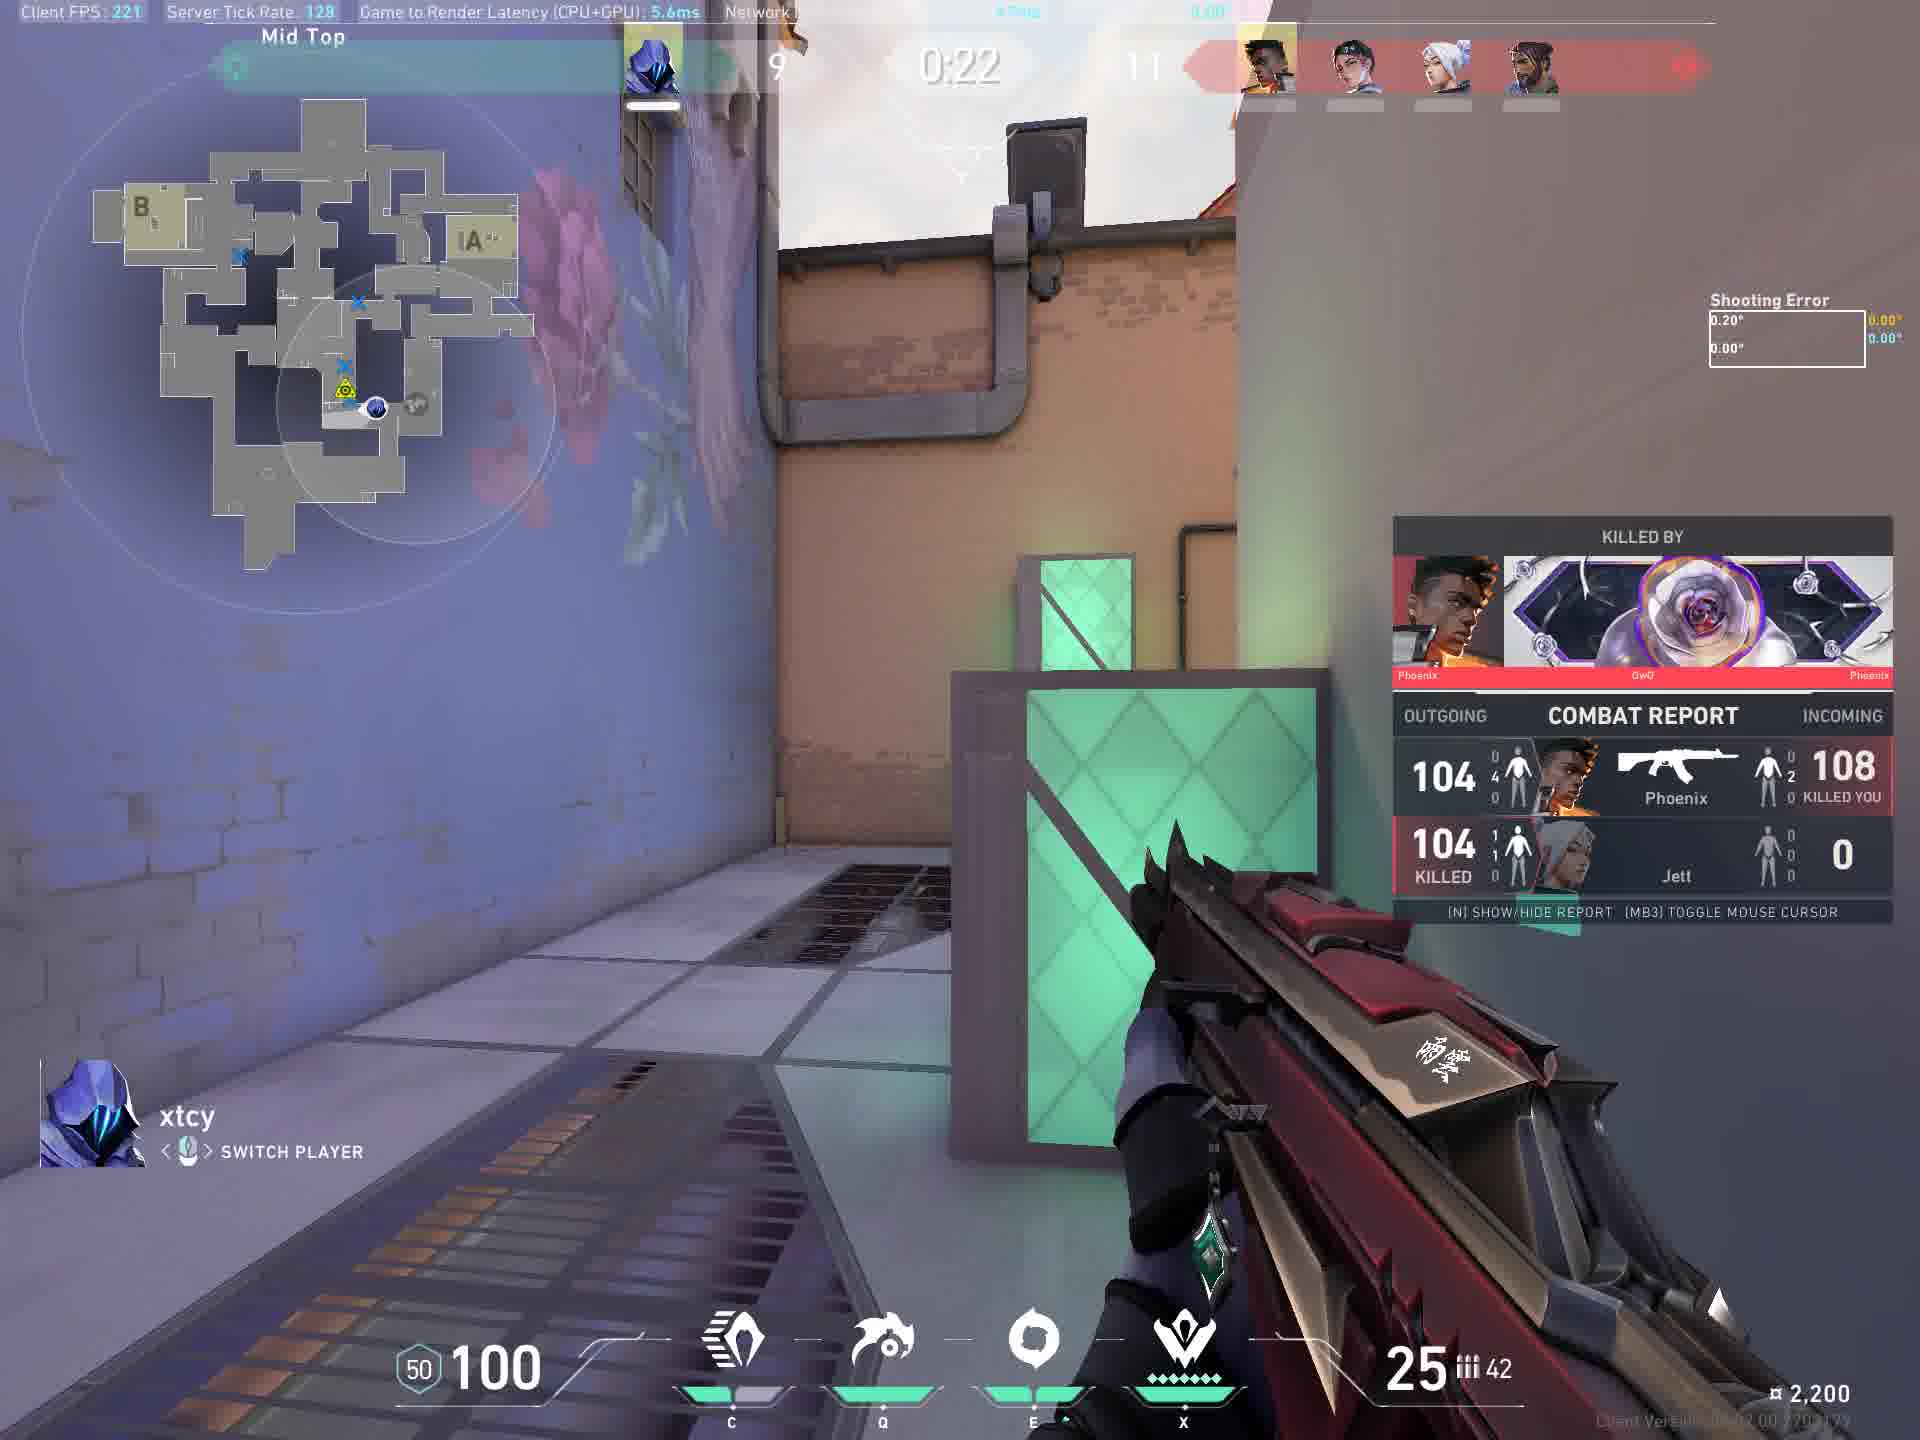 Client FPS: 221 Server Tick Rate: 128 Game to Render Latency (CPU+GPU): 5.6ms Network
Mid Top
9 0:22 11
B
A
Shooting Error
0.20° 0.00°
0.00° 0.00°
KILLED BY
Phoenix OwO Phoenix
OUTGOING COMBAT REPORT INCOMING
104 0 4 0 Phoenix 0 2 0 108 KILLED YOU
104 KILLED 1 1 0 Jett 0 0 0 0
[N] SHOW/HIDE REPORT [MB3] TOGGLE MOUSE CURSOR
xtcy
< > SWITCH PLAYER
50 100 25 42
C Q E X
¤ 2,200